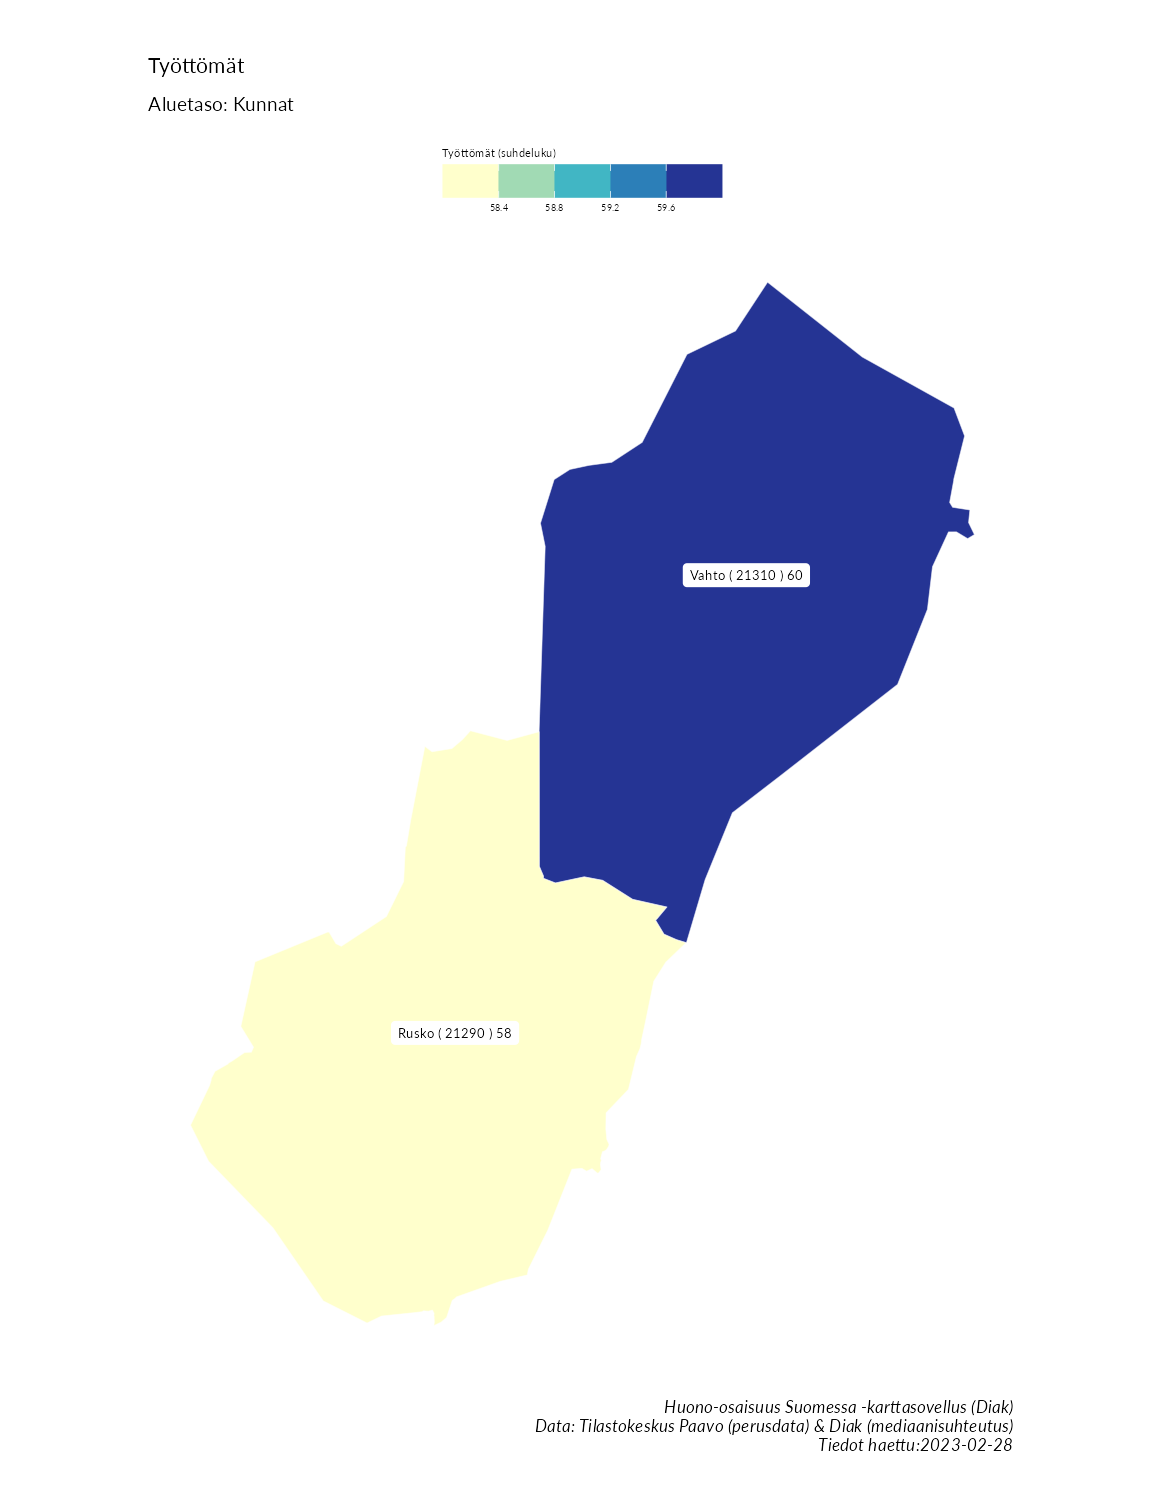 Työttömät
Aluetaso: Kunnat
Työttömät (suhdeluku)
58.4 58.8 59.2 59.6
Vahto ( 21310 ) 60
Rusko ( 21290 ) 58
Huono-osaisuus Suomessa -karttasovellus (Diak)
Data: Tilastokeskus Paavo (perusdata) & Diak (mediaanisuhteutus)
Tiedot haettu:2023-02-28